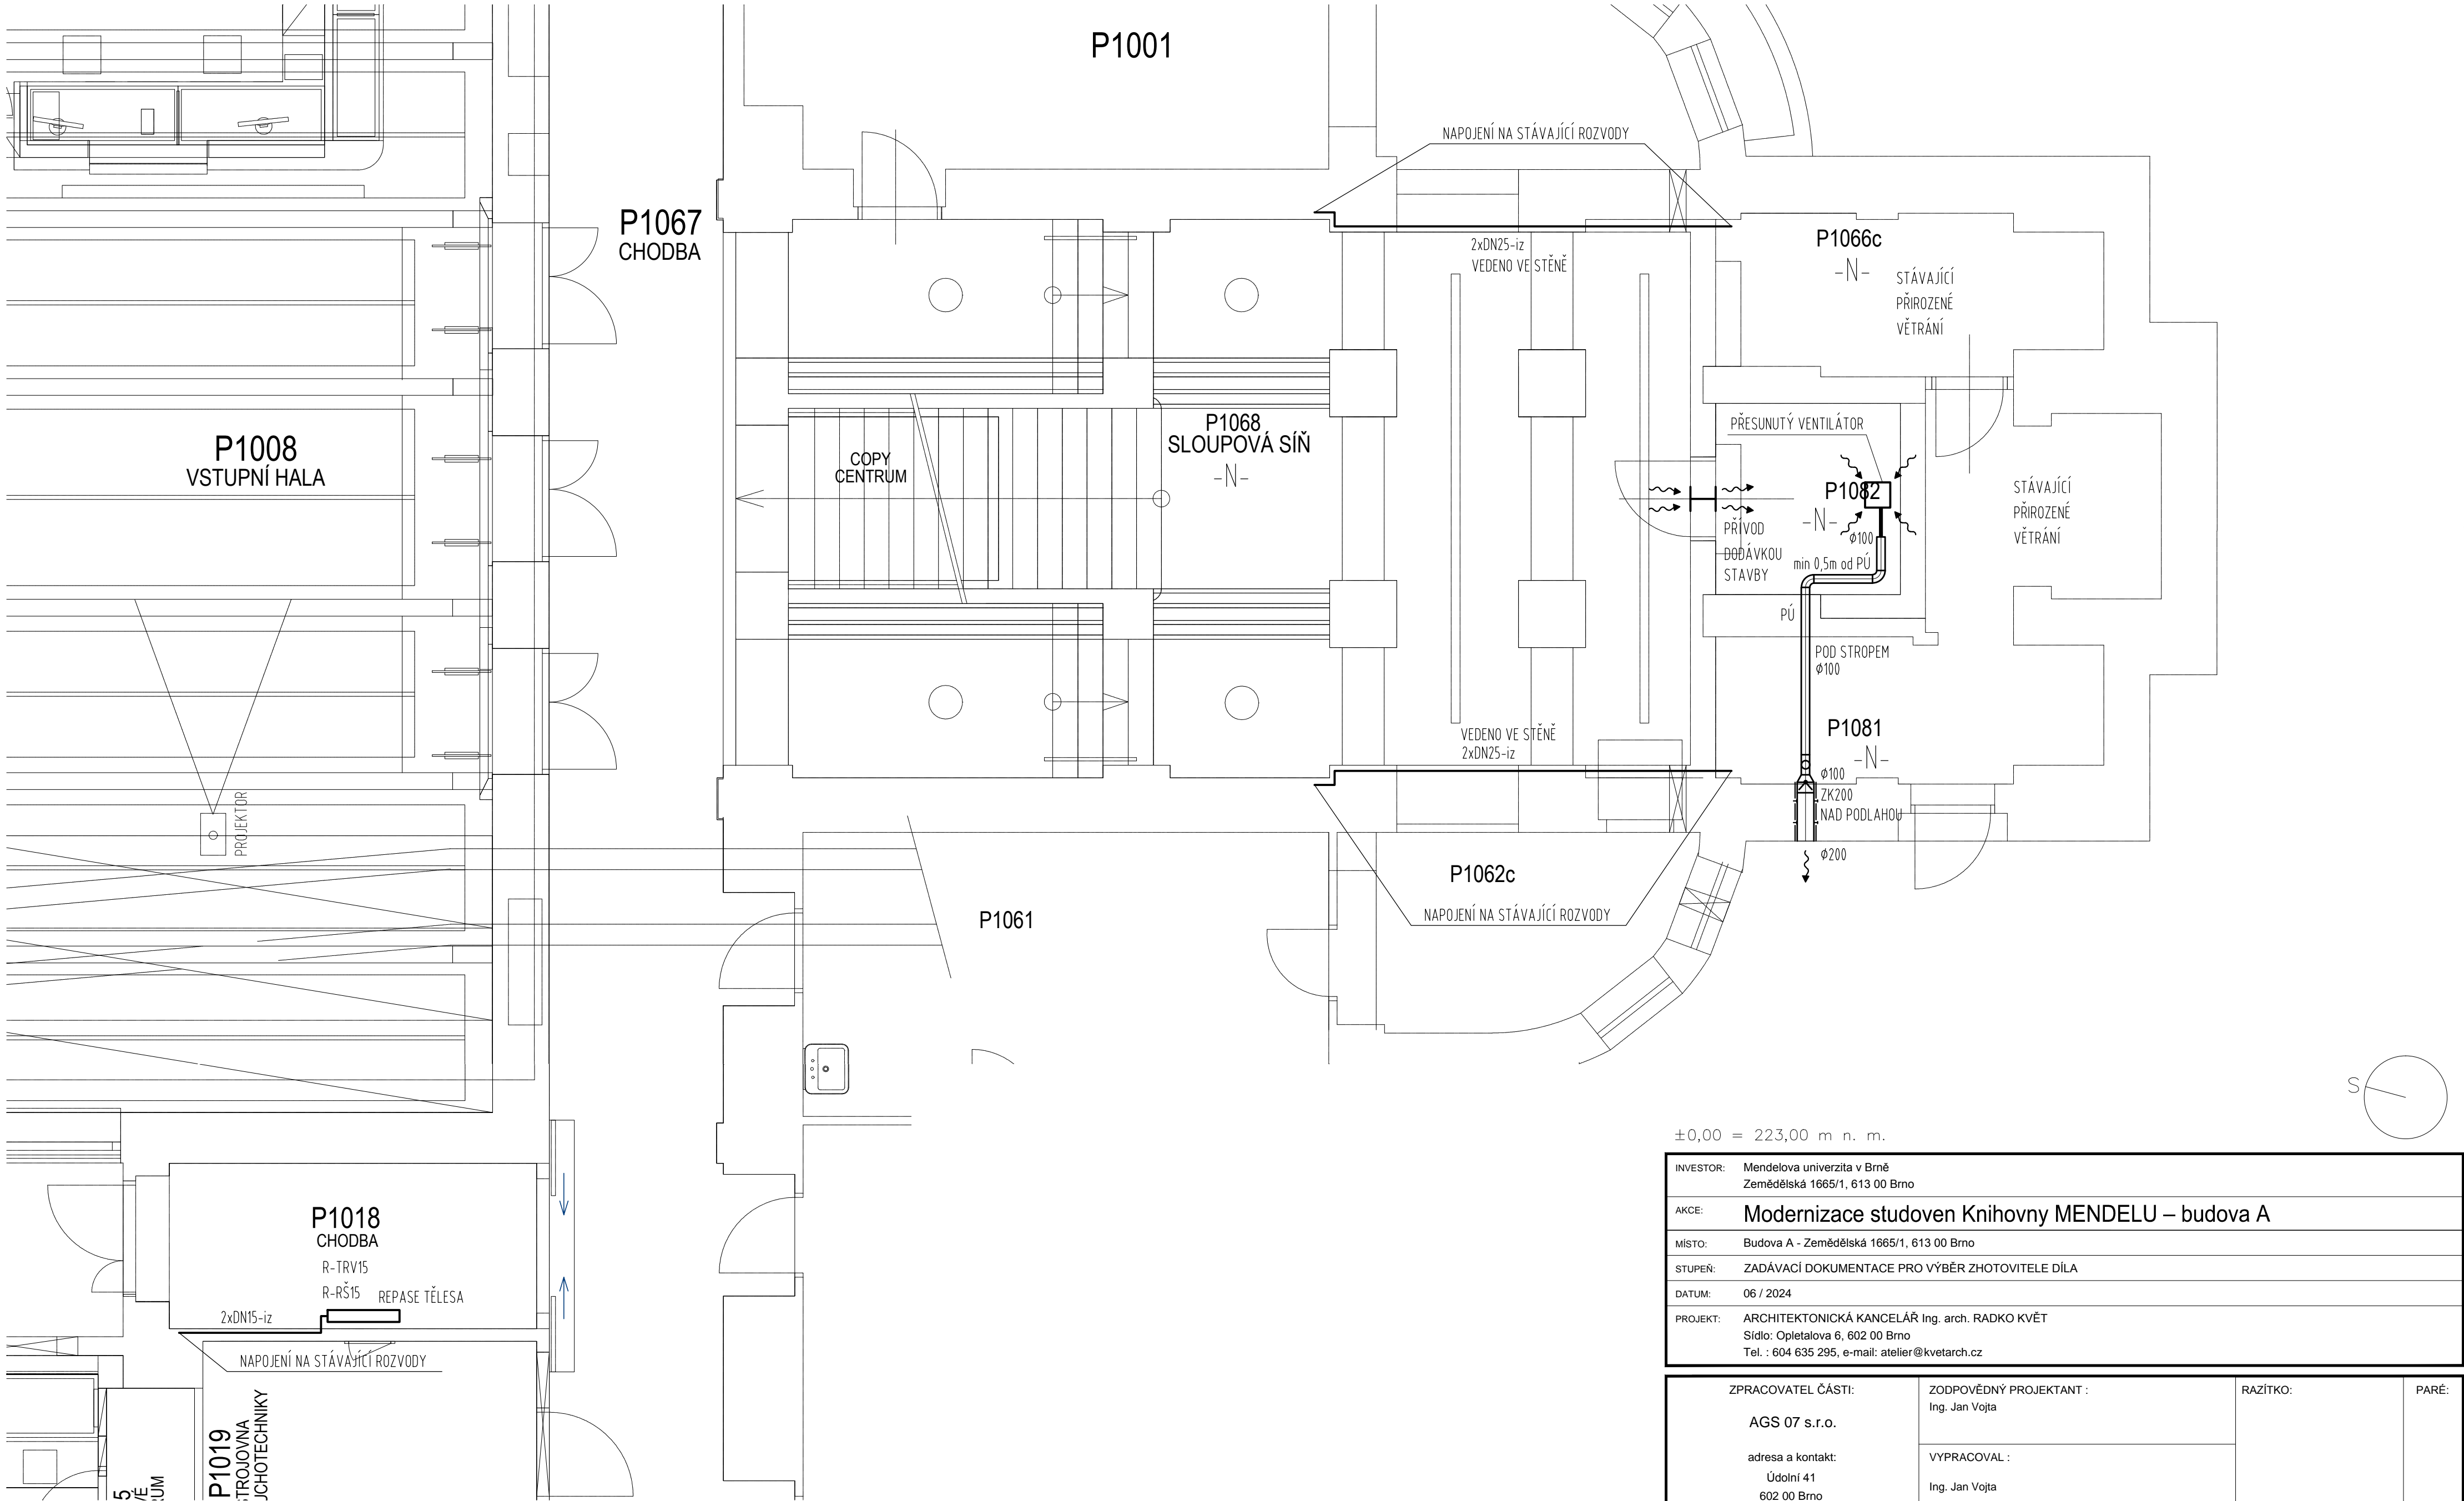 P1001
NAPOJENÍ NA STÁVAJÍCÍ ROZVODY
P1067
CHODBA
2xDN25-iz
VEDENO VE STĚNĚ
P1066c
-N-
STÁVAJÍCÍ
PŘIROZENÉ
VĚTRÁNÍ
P1008
VSTUPNÍ HALA
COPY
CENTRUM
P1068
SLOUPOVÁ SÍŇ
-N-
PŘESUNUTÝ VENTILÁTOR
P1082
-N-
PŘÍVOD
DODÁVKOU
STAVBY
ϕ100
min 0,5m od PÚ
PÚ
STÁVAJÍCÍ
PŘIROZENÉ
VĚTRÁNÍ
POD STROPEM
ϕ100
P1081
-N-
ϕ100
ZK200
NAD PODLAHOU
ϕ200
VEDENO VE STĚNĚ
2xDN25-iz
PROJEKTOR
P1061
P1062c
NAPOJENÍ NA STÁVAJÍCÍ ROZVODY
P1018
CHODBA
R-TRV15
R-RŠ15
REPASE TĚLESA
2xDN15-iz
NAPOJENÍ NA STÁVAJÍCÍ ROZVODY
P1019
S
±0,00 = 223,00 m n. m.
INVESTOR: Mendelova univerzita v Brně
Zemědělská 1665/1, 613 00 Brno
AKCE: Modernizace studoven Knihovny MENDELU – budova A
MÍSTO: Budova A - Zemědělská 1665/1, 613 00 Brno
STUPEŇ: ZADÁVACÍ DOKUMENTACE PRO VÝBĚR ZHOTOVITELE DÍLA
DATUM: 06 / 2024
PROJEKT: ARCHITEKTONICKÁ KANCELÁŘ Ing. arch. RADKO KVĚT
Sídlo: Opletalova 6, 602 00 Brno
Tel. : 604 635 295, e-mail: atelier@kvetarch.cz
ZPRACOVATEL ČÁSTI:
AGS 07 s.r.o.
adresa a kontakt:
Údolní 41
602 00 Brno
ZODPOVĚDNÝ PROJEKTANT :
Ing. Jan Vojta
VYPRACOVAL :
Ing. Jan Vojta
RAZÍTKO:
PARÉ: